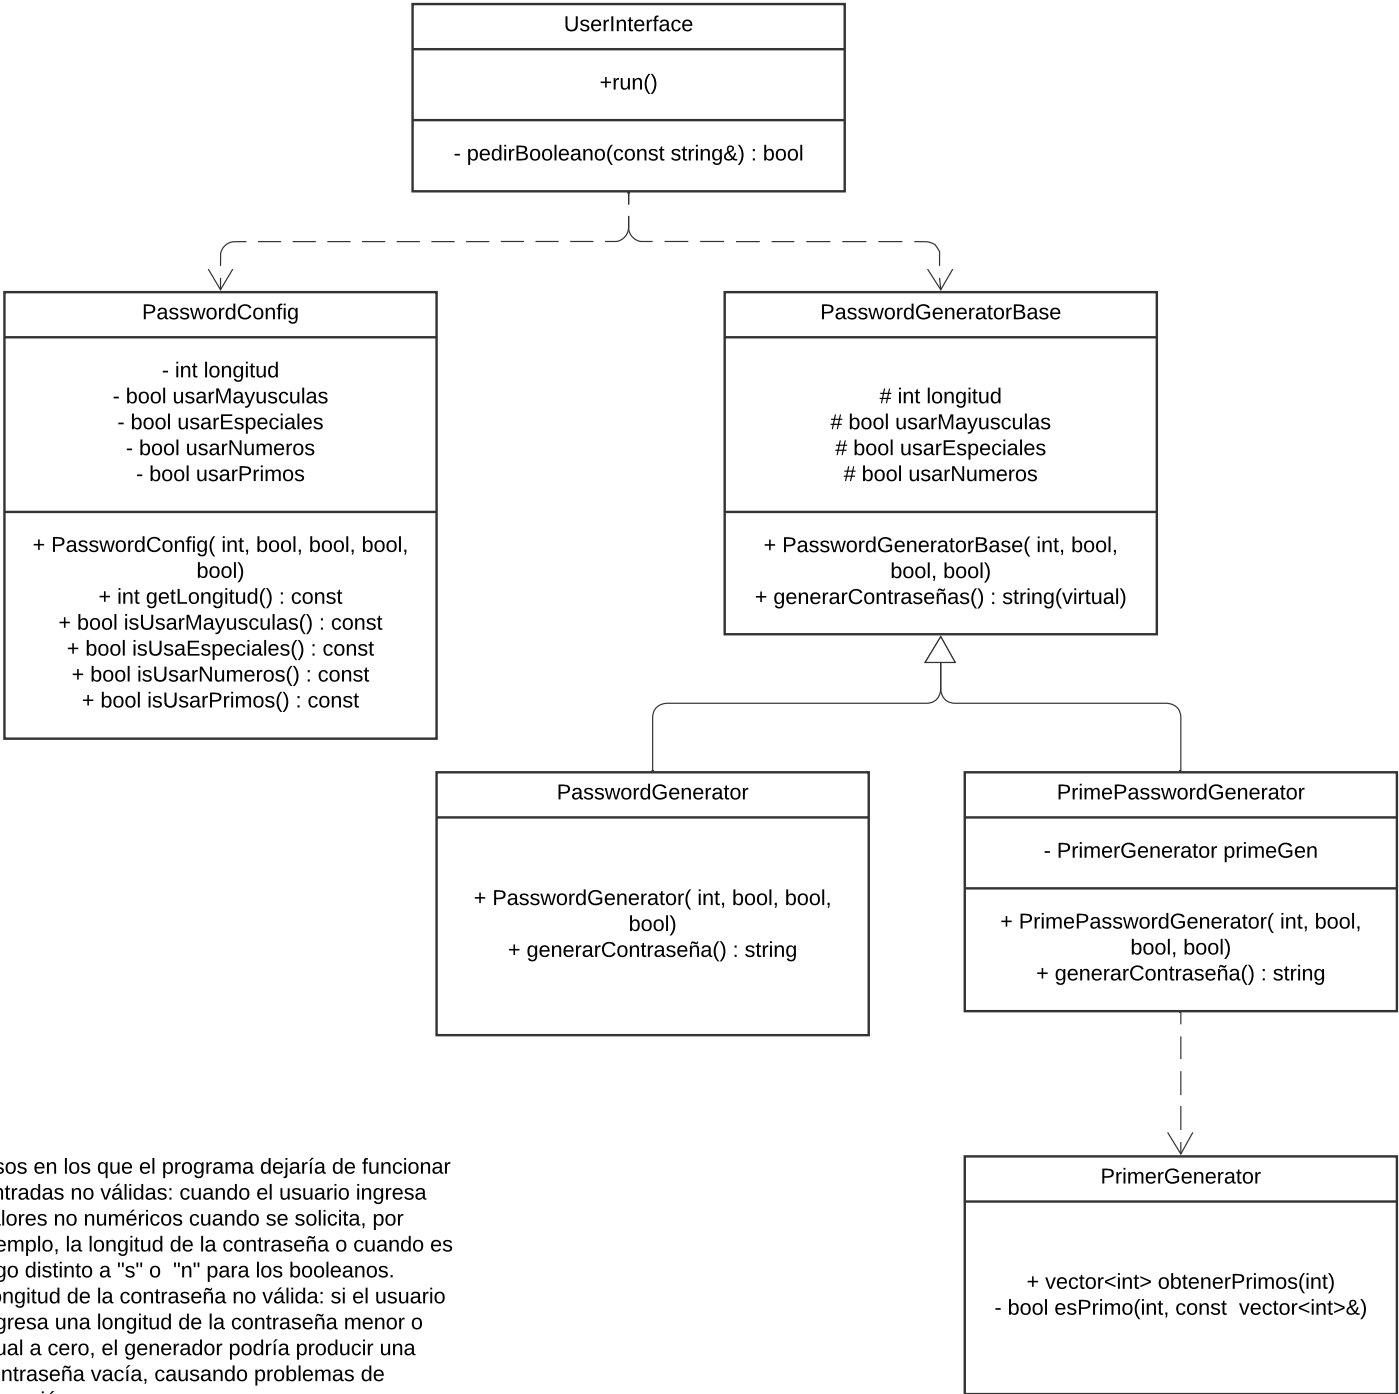 UserInterface
+run()
- pedirBooleano(const string&) : bool
PasswordConfig
- int longitud
- bool usarMayusculas
- bool usarEspeciales
- bool usarNumeros
- bool usarPrimos
+ PasswordConfig( int, bool, bool, bool,
bool)
+ int getLongitud() : const
+ bool isUsarMayusculas() : const
+ bool isUsaEspeciales() : const
+ bool isUsarNumeros() : const
+ bool isUsarPrimos() : const
PasswordGeneratorBase
# int longitud
# bool usarMayusculas
# bool usarEspeciales
# bool usarNumeros
+ PasswordGeneratorBase( int, bool,
bool, bool)
+ generarContraseñas() : string(virtual)
PasswordGenerator
+ PasswordGenerator( int, bool, bool,
bool)
+ generarContraseña() : string
PrimePasswordGenerator
- PrimerGenerator primeGen
+ PrimePasswordGenerator( int, bool,
bool, bool)
+ generarContraseña() : string
PrimerGenerator
+ vector<int> obtenerPrimos(int)
- bool esPrimo(int, const  vector<int>&)
sos en los que el programa dejaría de funcionar
ntradas no válidas: cuando el usuario ingresa
alores no numéricos cuando se solicita, por
emplo, la longitud de la contraseña o cuando es
go distinto a "s" o  "n" para los booleanos.
ongitud de la contraseña no válida: si el usuario
gresa una longitud de la contraseña menor o
ual a cero, el generador podría producir una
ntraseña vacía, causando problemas de